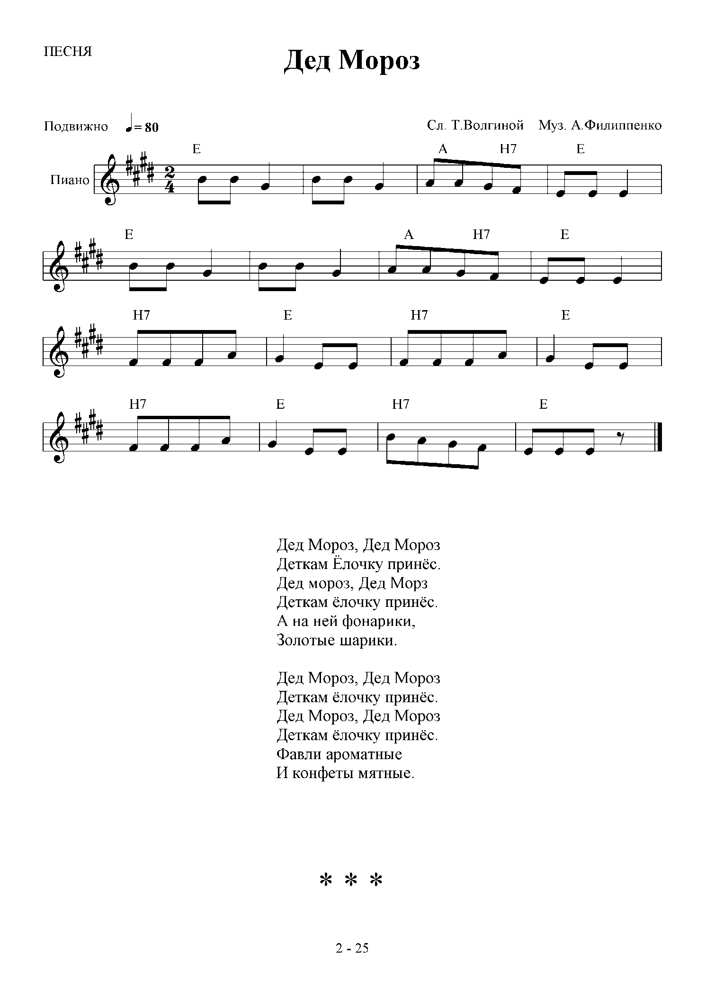 ПЕСНЯ
Дед Мороз
Подвижно = 80
Сл. Т.Волгиной Муз. А.Филиппенко
E A H7 E
Пиано
2
4
E A H7 E
H7 E H7 E
H7 E H7 E
Дед Мороз, Дед Мороз
Деткам Ёлочку принёс.
Дед мороз, Дед Морз
Деткам ёлочку принёс.
А на ней фонарики,
Золотые шарики.
Дед Мороз, Дед Мороз
Деткам ёлочку принёс.
Дед Мороз, Дед Мороз
Деткам ёлочку принёс.
Фавли ароматные
И конфеты мятные.
* * *
2 - 25